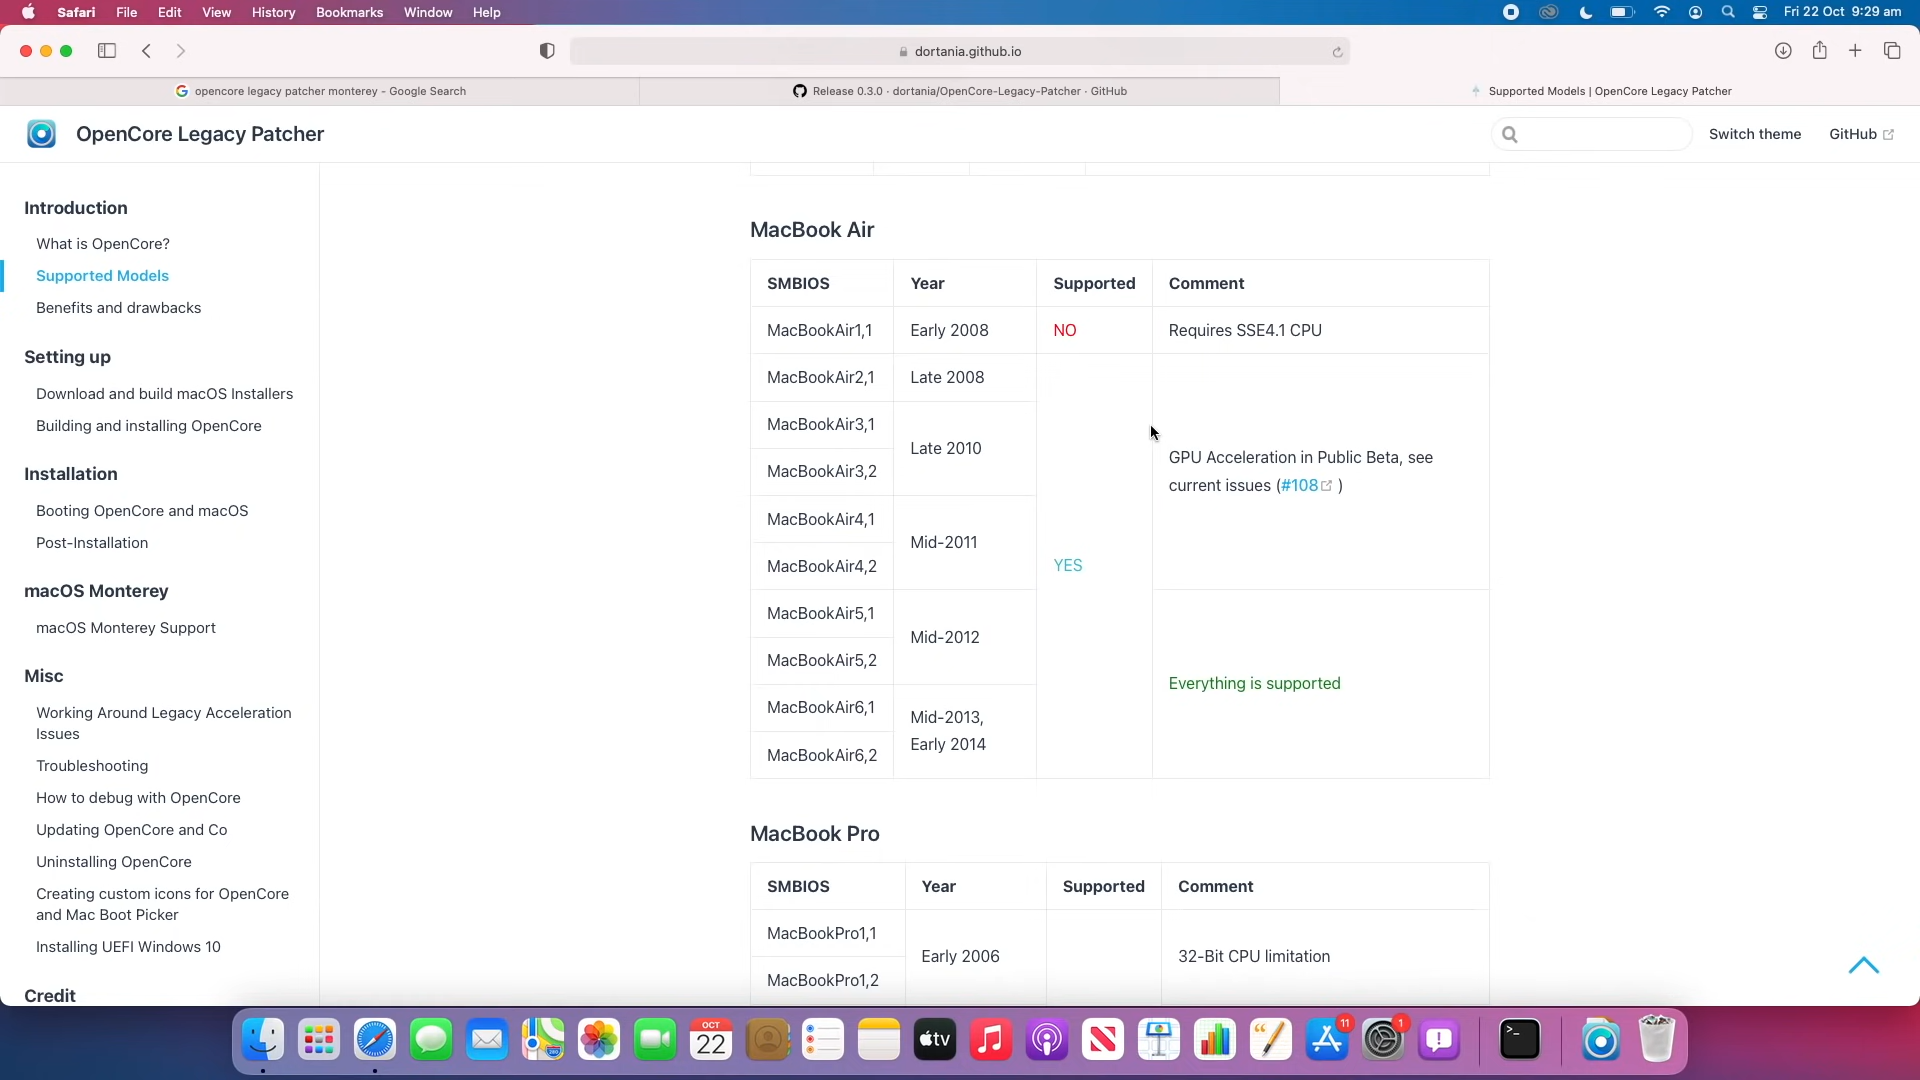 Safari File Edit View History Bookmarks Window Help Fri 22 Oct 9:29 am
dortania.github.io
opencore legacy patcher monterey - Google Search
Release 0.3.0 · dortania/OpenCore-Legacy-Patcher · GitHub
Supported Models | OpenCore Legacy Patcher
OpenCore Legacy Patcher
Switch theme
GitHub
Introduction
What is OpenCore?
Supported Models
Benefits and drawbacks
Setting up
Download and build macOS Installers
Building and installing OpenCore
Installation
Booting OpenCore and macOS
Post-Installation
macOS Monterey
macOS Monterey Support
Misc
Working Around Legacy Acceleration
Issues
Troubleshooting
How to debug with OpenCore
Updating OpenCore and Co
Uninstalling OpenCore
Creating custom icons for OpenCore
and Mac Boot Picker
Installing UEFI Windows 10
Credit
MacBook Air
SMBIOS Year Supported Comment
MacBookAir1,1 Early 2008 NO Requires SSE4.1 CPU
MacBookAir2,1 Late 2008
MacBookAir3,1
Late 2010
MacBookAir3,2
GPU Acceleration in Public Beta, see
current issues (#108 )
MacBookAir4,1
Mid-2011
MacBookAir4,2
YES
MacBookAir5,1
Mid-2012
MacBookAir5,2
Everything is supported
MacBookAir6,1
Mid-2013,
Early 2014
MacBookAir6,2
MacBook Pro
SMBIOS Year Supported Comment
MacBookPro1,1
Early 2006 32-Bit CPU limitation
MacBookPro1,2
OCT
22
tv
11
1
>_